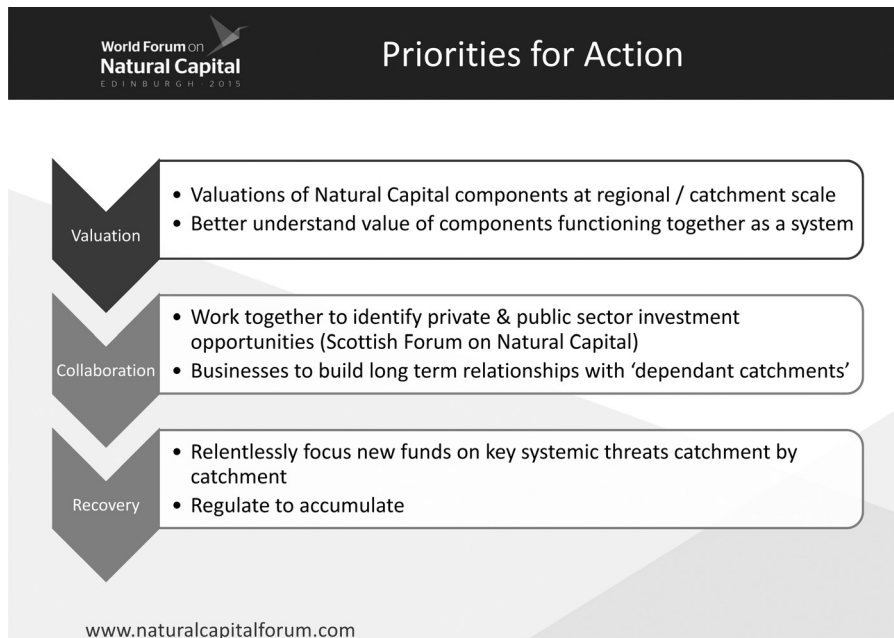 World Forum on
Natural Capital
EDINBURGH 2015
Priorities for Action
Valuation
• Valuations of Natural Capital components at regional / catchment scale
• Better understand value of components functioning together as a system
Collaboration
• Work together to identify private & public sector investment
opportunities (Scottish Forum on Natural Capital)
• Businesses to build long term relationships with ‘dependant catchments’
Recovery
• Relentlessly focus new funds on key systemic threats catchment by
catchment
• Regulate to accumulate
www.naturalcapitalforum.com